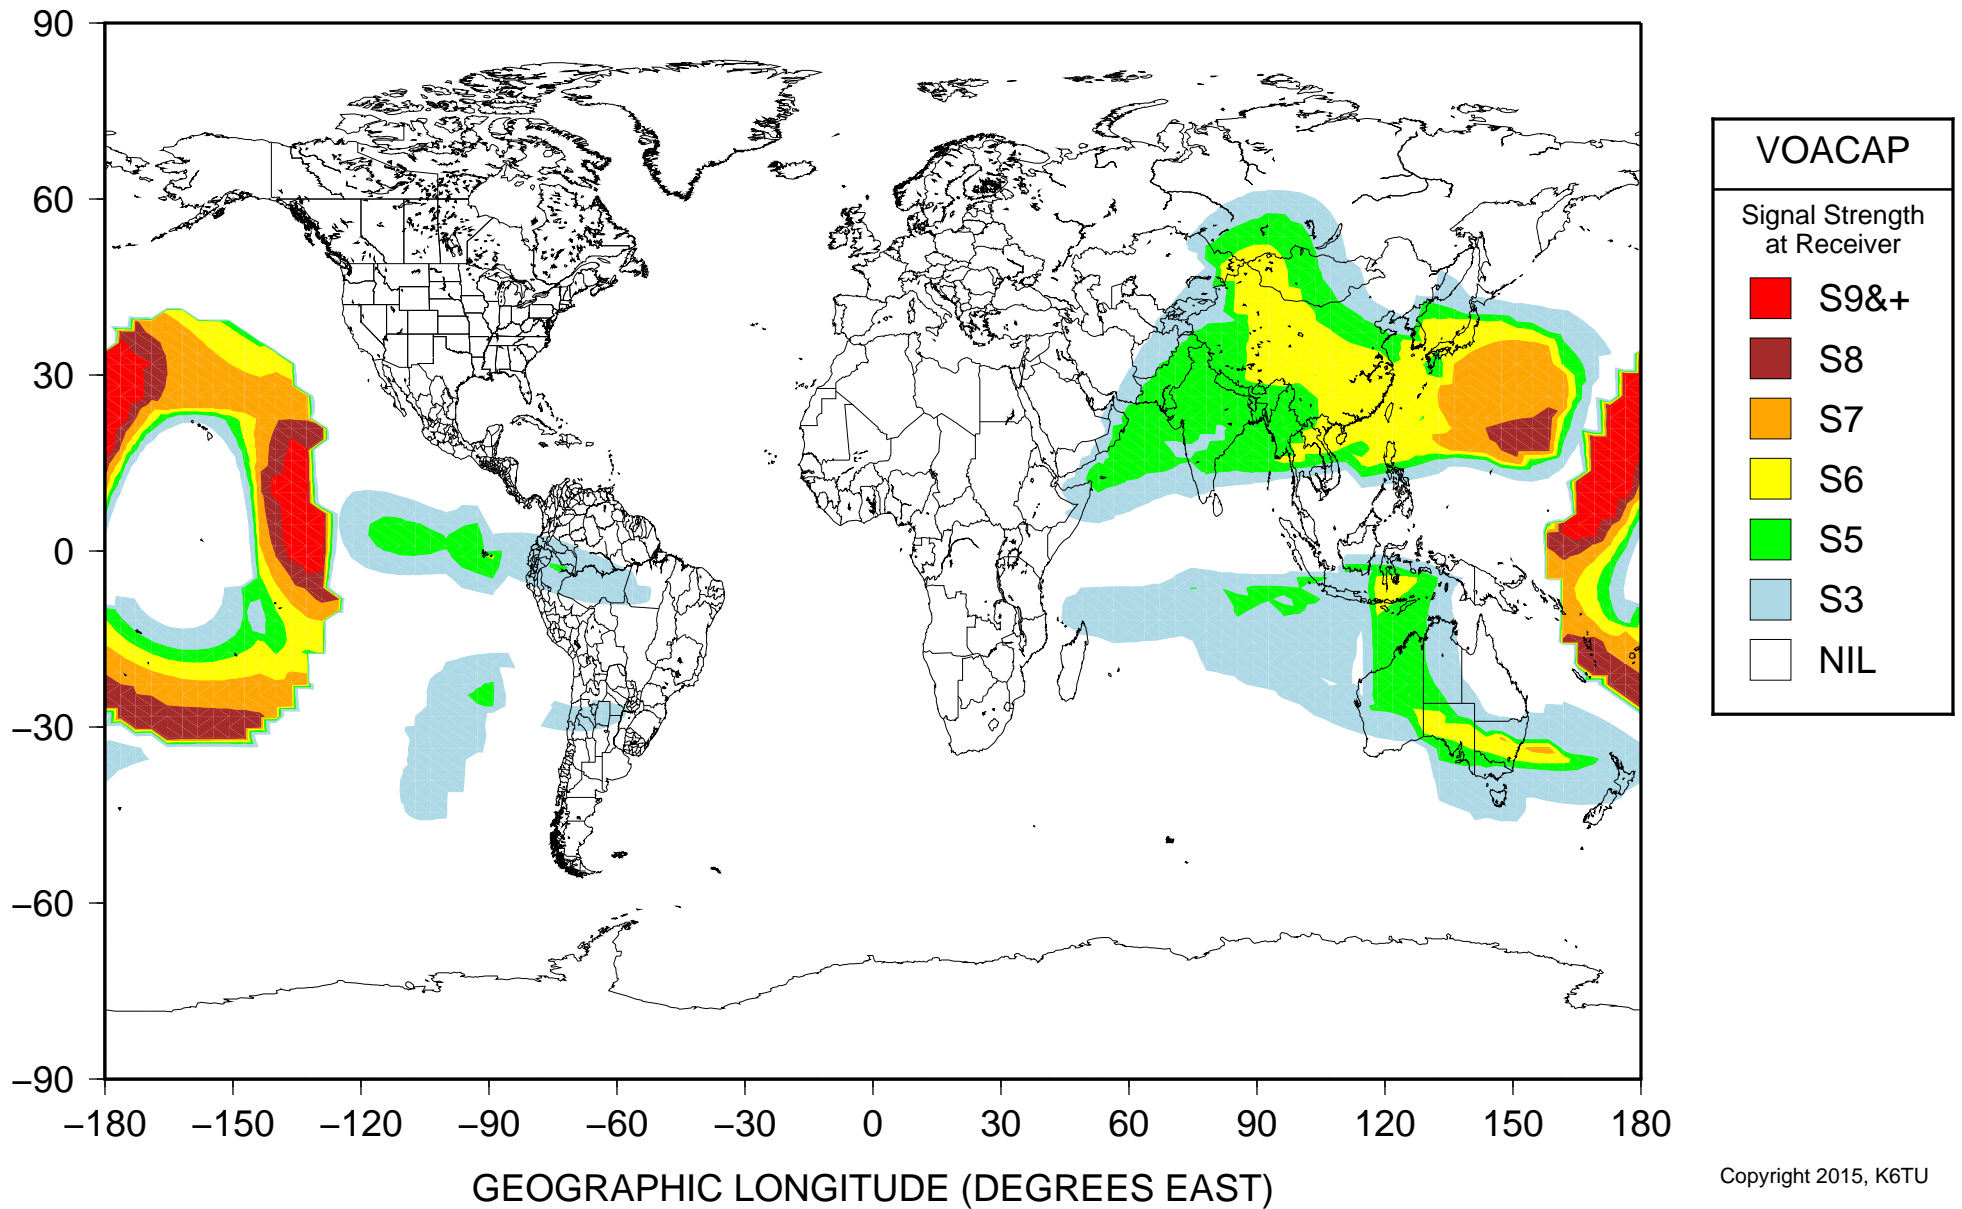 90
60
30
0
−30
−60
−90
−180 −150 −120 −90 −60 −30 0 30 60 90 120 150 180
GEOGRAPHIC LONGITUDE (DEGREES EAST)
VOACAP
Signal Strength
at Receiver
S9&+
S8
S7
S6
S5
S3
NIL
Copyright 2015, K6TU